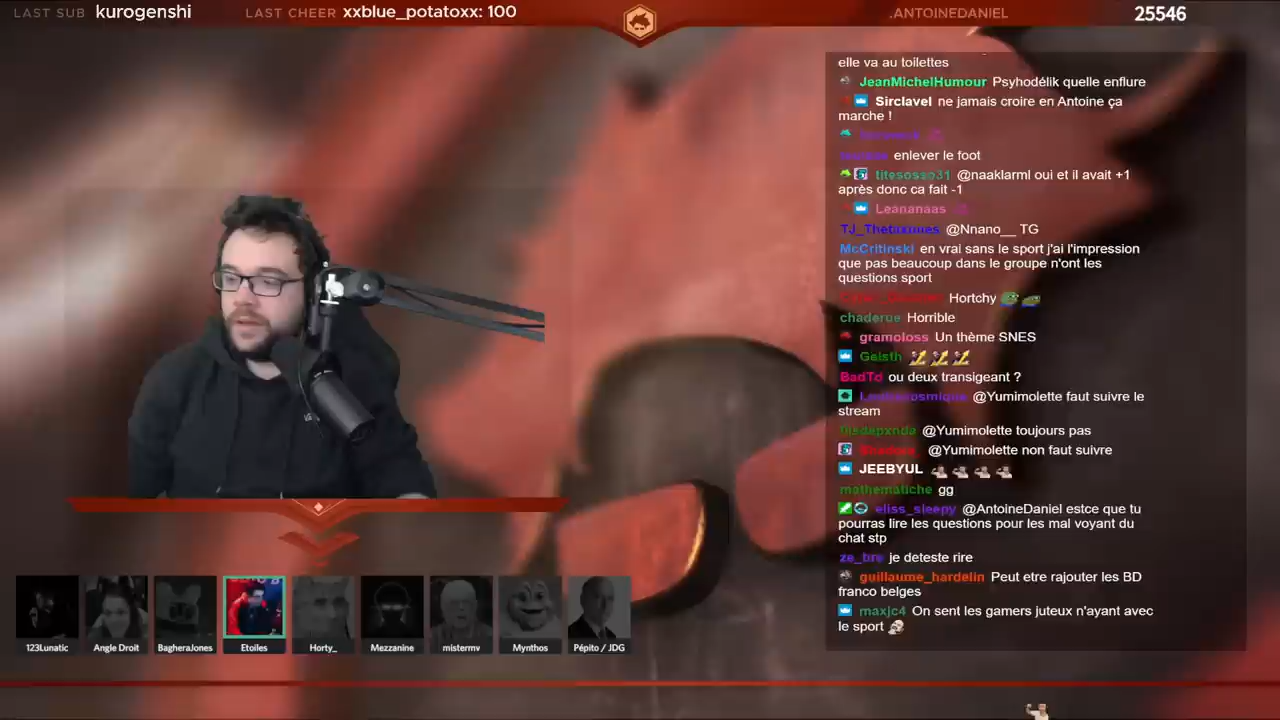 LAST SUB kurogenshi LAST CHEER xxblue_potatoxx: 100 .ANTOINEDANIEL 25546
elle va au toilettes
JeanMichelHumour Psyhodélik quelle enflure
Sirclavel ne jamais croire en Antoine ça
marche !
enlever le foot
titesosso31 @naaklarml oui et il avait +1
après donc ca fait -1
Leananaas
@Nnano__ TG
McCritinski en vrai sans le sport j'ai l'impression
que pas beaucoup dans le groupe n'ont les
questions sport
Hortchy
chaderue Horrible
gramoloss Un thème SNES
Geisth
BadTd ou deux transigeant ?
@Yumimolette faut suivre le
stream
@Yumimolette toujours pas
@Yumimolette non faut suivre
JEEBYUL
mathematiche gg
eliss_sleepy @AntoineDaniel estce que tu
pourras lire les questions pour les mal voyant du
chat stp
ze_bre je deteste rire
guillaume_hardelin Peut etre rajouter les BD
franco belges
maxjc4 On sent les gamers juteux n'ayant avec
le sport
123Lunatic Angle Droit BagheraJones Etoiles Horty_ Mezzanine mistermv Mynthos Pépito / JDG